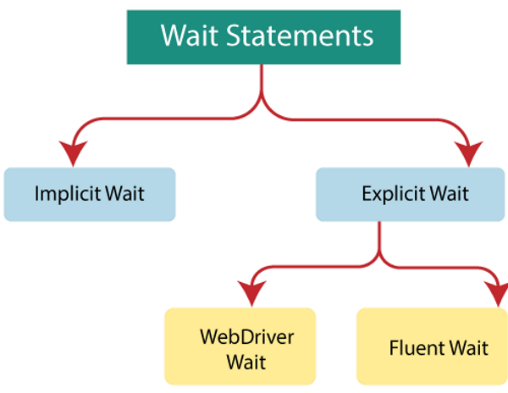 Wait Statements
Implicit Wait
Explicit Wait
WebDriver
Wait
Fluent Wait